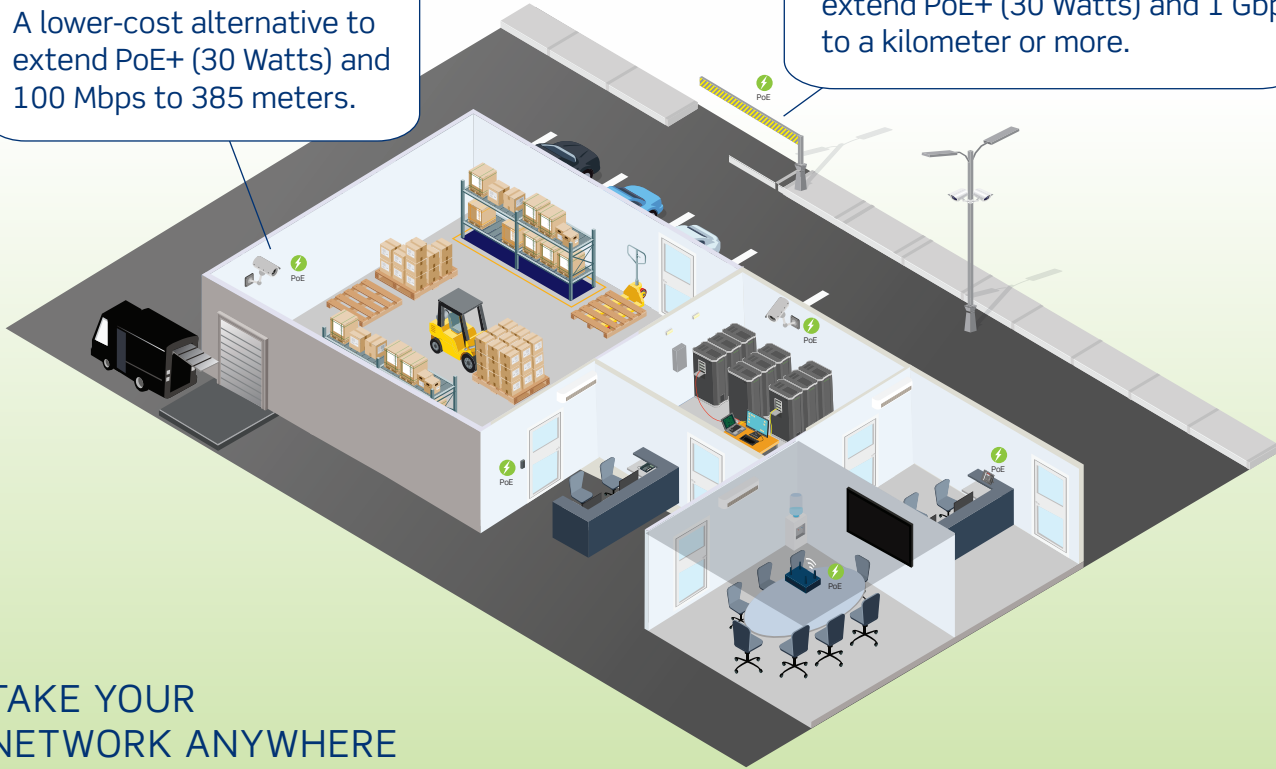 A lower-cost alternative to
extend PoE+ (30 Watts) and
100 Mbps to 385 meters.
extend PoE+ (30 Watts) and 1 Gbp
to a kilometer or more.
PoE
PoE
PoE
PoE
PoE
PoE
TAKE YOUR
NETWORK ANYWHERE